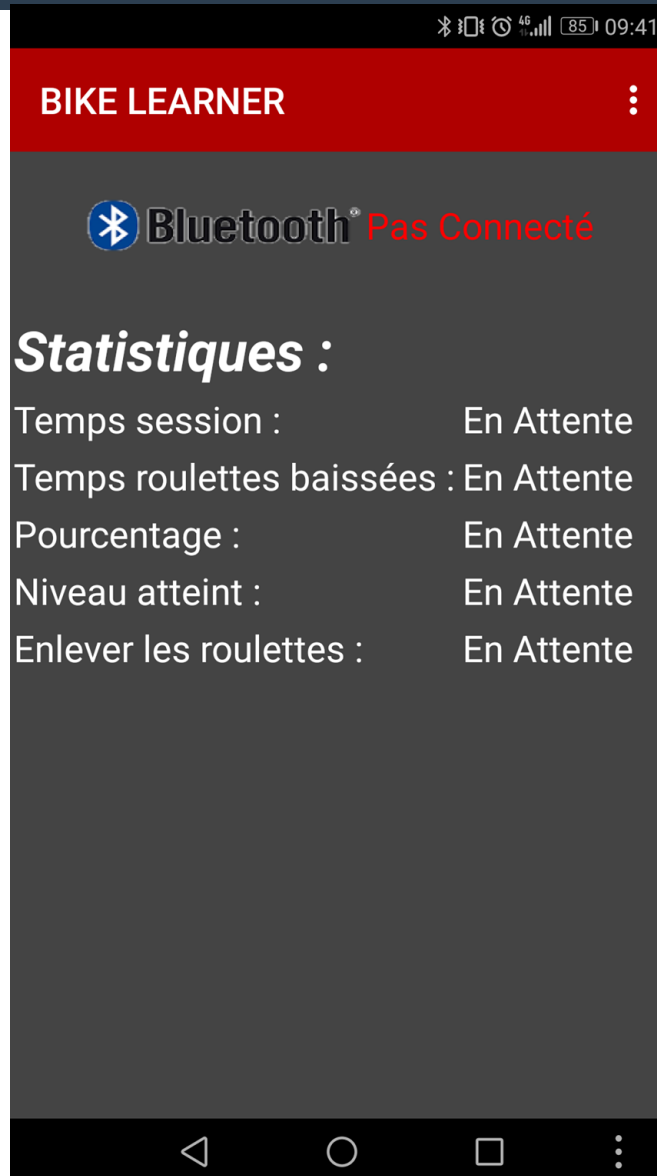 4G 85 09:41
BIKE LEARNER
Bluetooth® Pas Connecté
Statistiques :
Temps session : En Attente
Temps roulettes baissées : En Attente
Pourcentage : En Attente
Niveau atteint : En Attente
Enlever les roulettes : En Attente